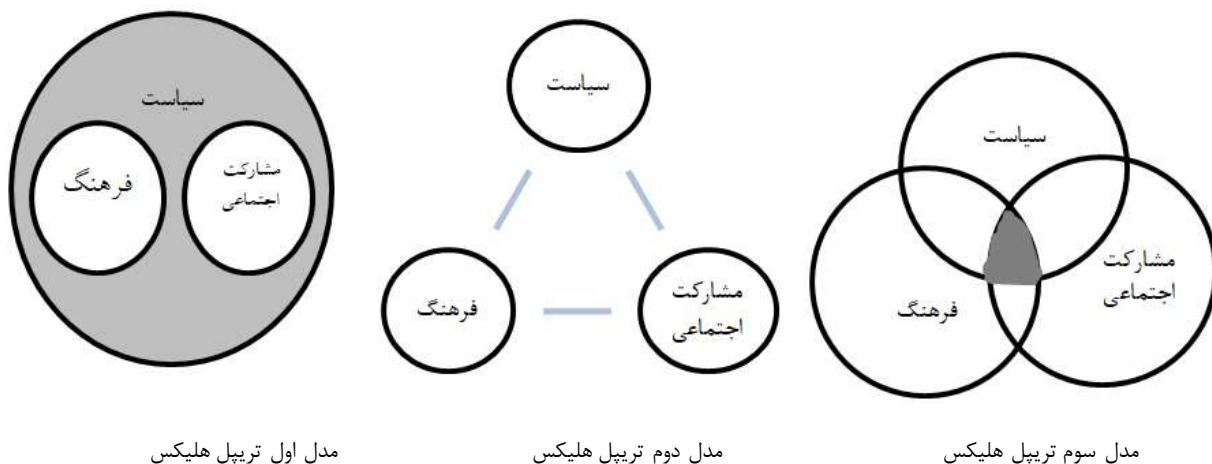 سیاست
فرهنگ
مشارکت
اجتماعی
مدل اول تریپل هلیکس
سیاست
فرهنگ
مشارکت
اجتماعی
مدل دوم تریپل هلیکس
سیاست
فرهنگ
مشارکت
اجتماعی
مدل سوم تریپل هلیکس